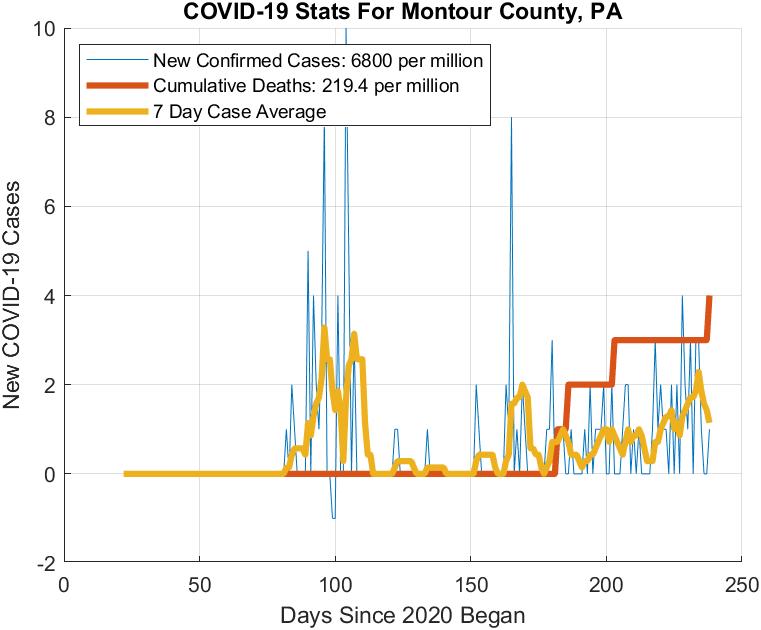 COVID-19 Stats For Montour County, PA
New Confirmed Cases: 6800 per million
Cumulative Deaths: 219.4 per million
7 Day Case Average
New COVID-19 Cases
10
8
6
4
2
0
-2
0 50 100 150 200 250
Days Since 2020 Began